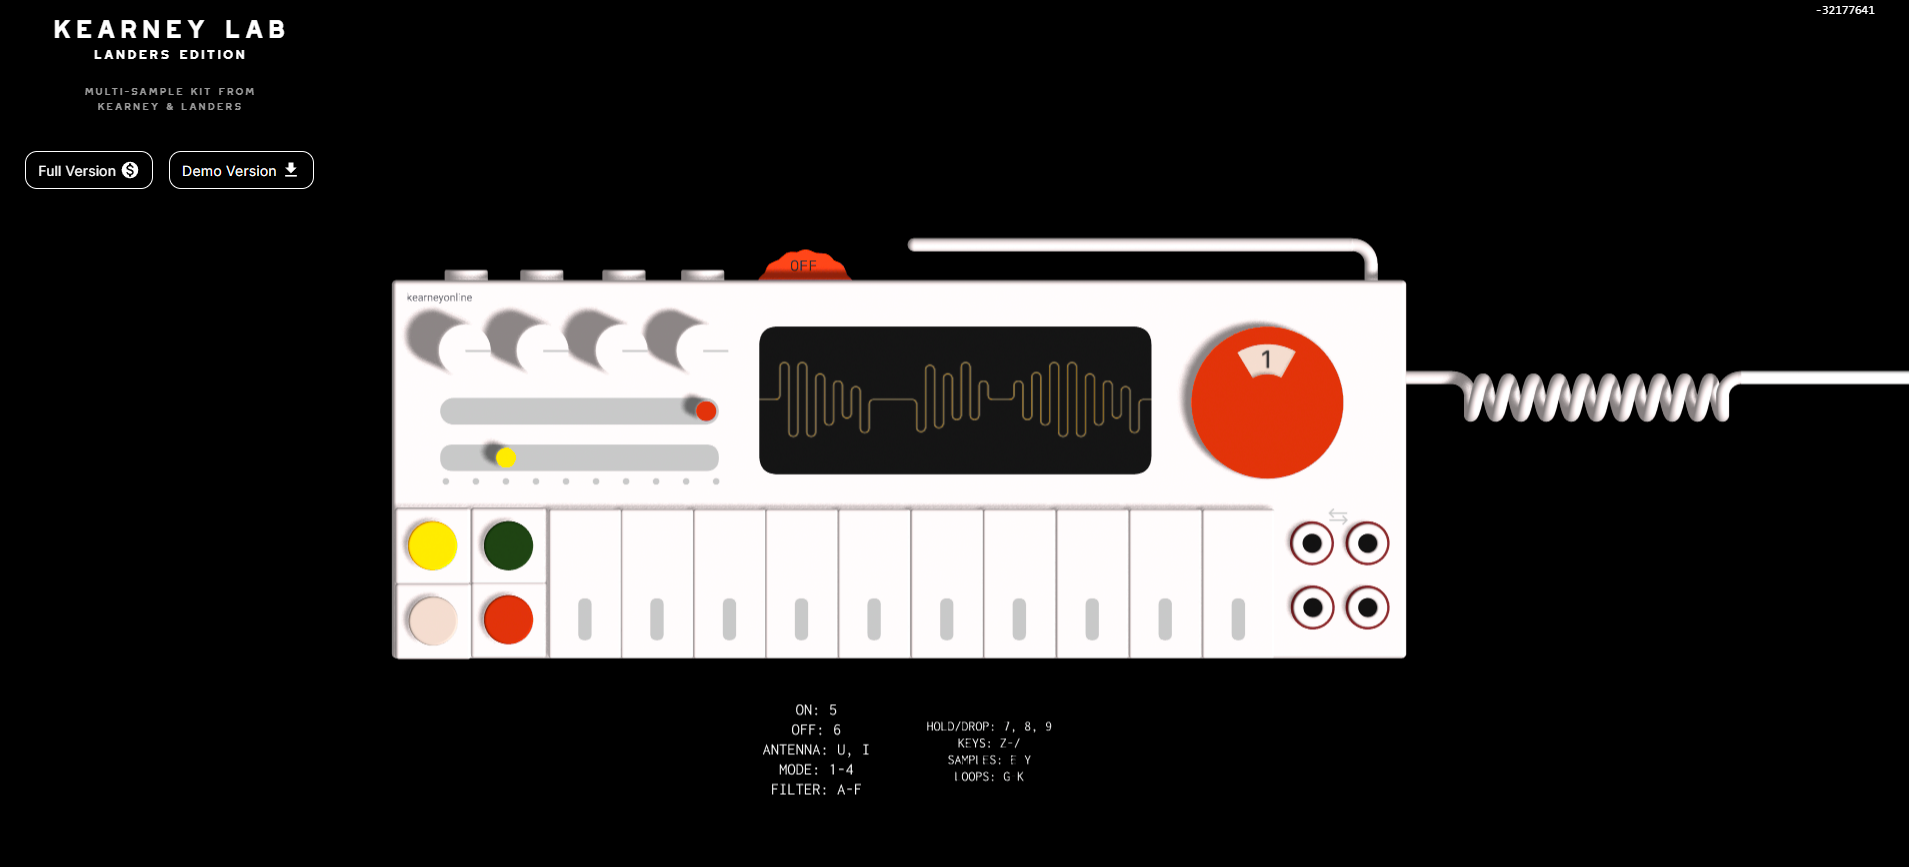 KEARNEY LAB
LANDERS EDITION
MULTI-SAMPLE KIT FROM
KEARNEY & LANDERS
Full Version
Demo Version
-32177641
OFF
kearneyonline
1
ON: 5
OFF: 6
ANTENNA: U, I
MODE: 1-4
FILTER: A-F
HOLD/DROP: 7, 8, 9
KEYS: Z-/
SAMPLES: E Y
LOOPS: G K